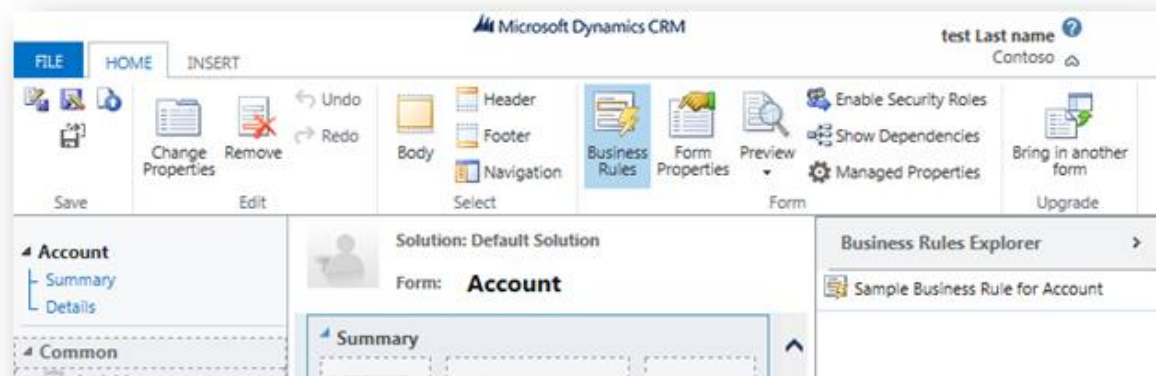 Microsoft Dynamics CRM
test Last name
Contoso
FILE HOME INSERT
Undo
Redo
Change Properties
Remove
Body
Header
Footer
Navigation
Business Rules
Form Properties
Preview
Enable Security Roles
Show Dependencies
Managed Properties
Bring in another form
Save
Edit
Select
Form
Upgrade
Account
Summary
Details
Common
Solution: Default Solution
Form: Account
Summary
Business Rules Explorer
Sample Business Rule for Account